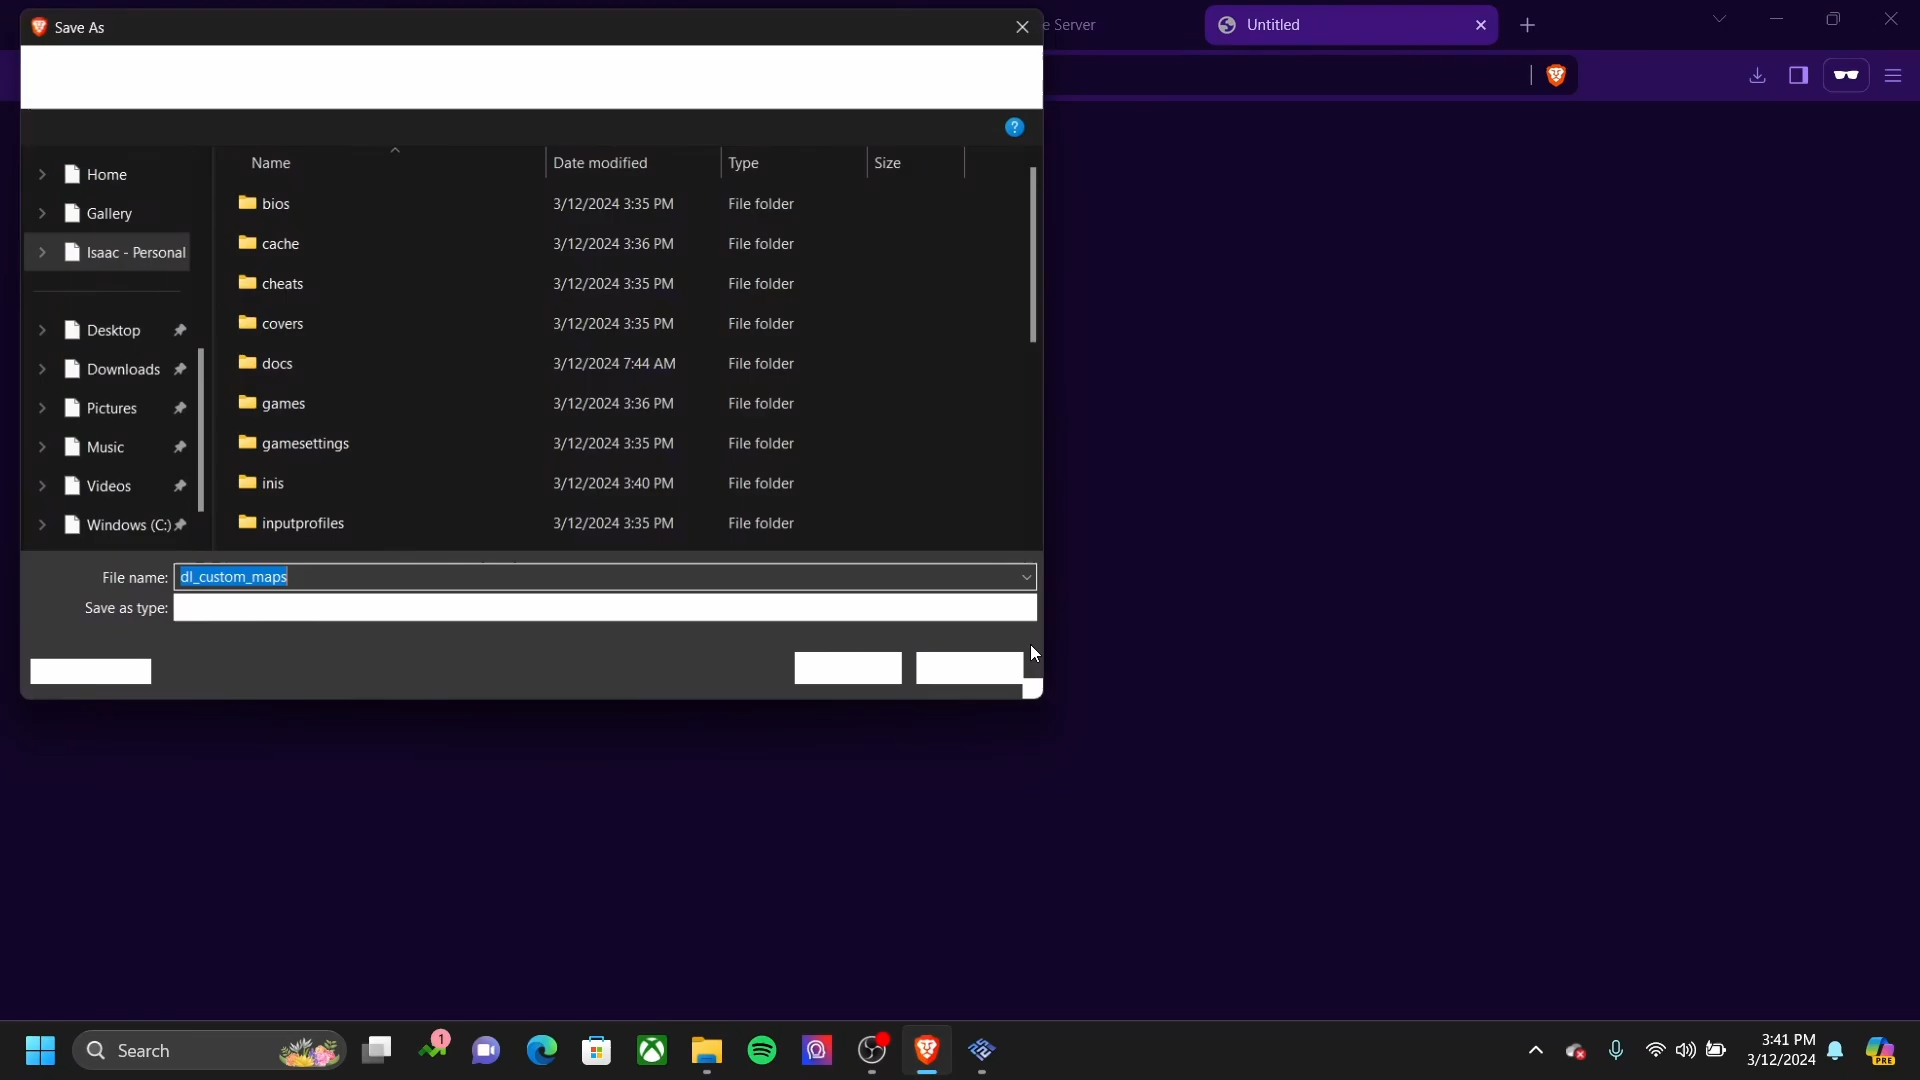 Save As
e Server
Untitled
Name
Date modified
Type
Size
Home
Gallery
Isaac - Personal
Desktop
Downloads
Pictures
Music
Videos
Windows (C:)
bios 3/12/2024 3:35 PM File folder
cache 3/12/2024 3:36 PM File folder
cheats 3/12/2024 3:35 PM File folder
covers 3/12/2024 3:35 PM File folder
docs 3/12/2024 7:44 AM File folder
games 3/12/2024 3:36 PM File folder
gamesettings 3/12/2024 3:35 PM File folder
inis 3/12/2024 3:40 PM File folder
inputprofiles 3/12/2024 3:35 PM File folder
File name: dl_custom_maps
Save as type:
Search
1
3:41 PM
3/12/2024
PRE